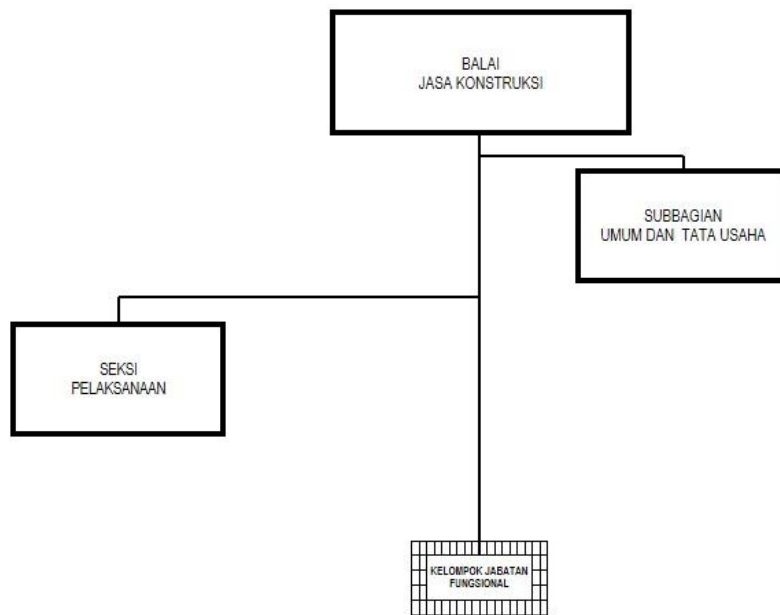 BALAI
JASA KONSTRUKSI
SUBBAGIAN
UMUM DAN TATA USAHA
SEKSI
PELAKSANAAN
KELOMPOK JABATAN
FUNGSIONAL